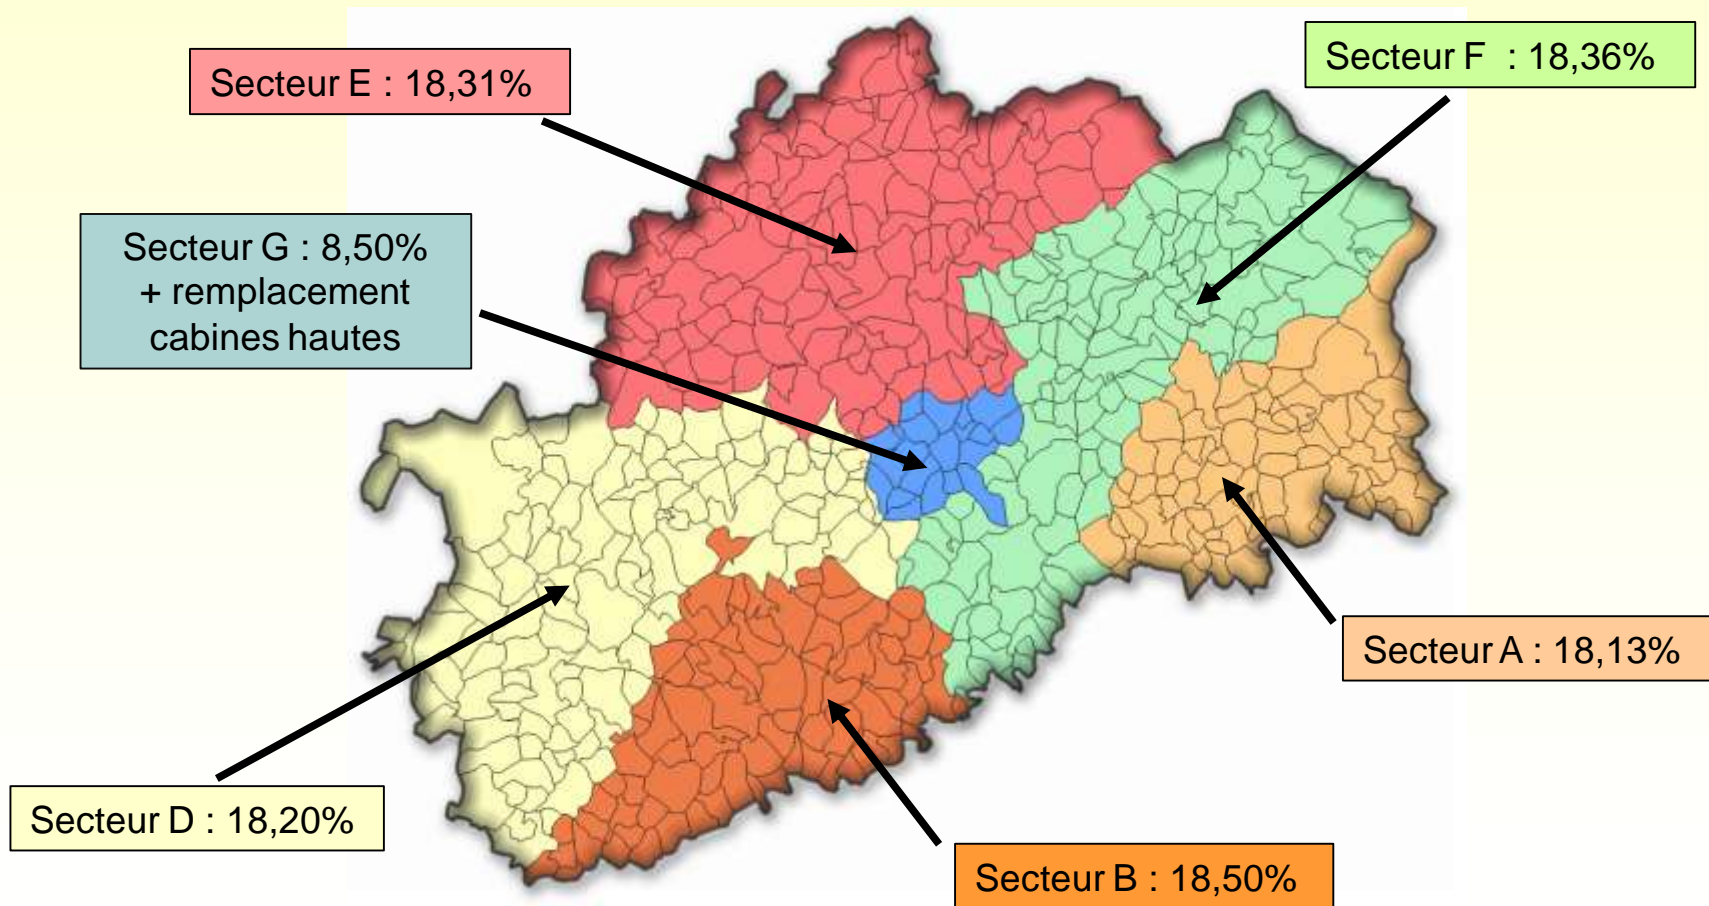 Secteur E : 18,31%
Secteur F : 18,36%
Secteur G : 8,50%
+ remplacement
cabines hautes
Secteur A : 18,13%
Secteur D : 18,20%
Secteur B : 18,50%